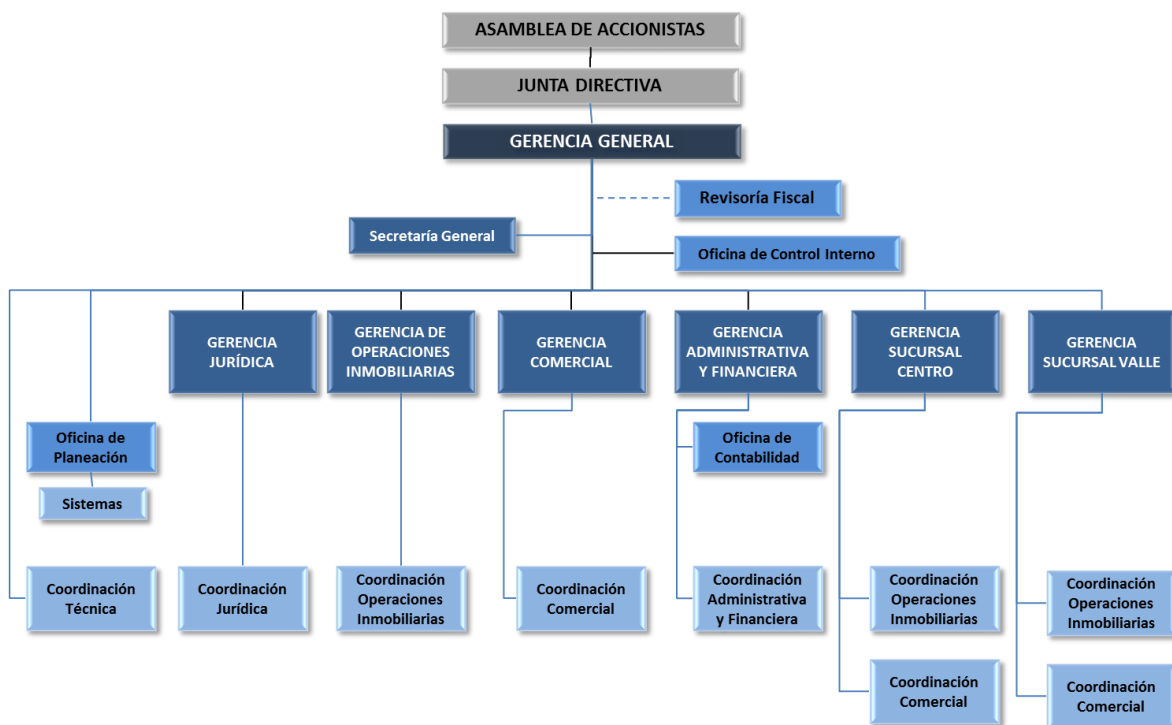 ASAMBLEA DE ACCIONISTAS
JUNTA DIRECTIVA
GERENCIA GENERAL
Revisoría Fiscal
Secretaría General
Oficina de Control Interno
GERENCIA
JURÍDICA
GERENCIA DE
OPERACIONES
INMOBILIARIAS
GERENCIA
COMERCIAL
GERENCIA
ADMINISTRATIVA
Y FINANCIERA
GERENCIA
SUCURSAL
CENTRO
GERENCIA
SUCURSAL VALLE
Oficina de
Planeación
Oficina de
Contabilidad
Sistemas
Coordinación
Técnica
Coordinación
Jurídica
Coordinación
Operaciones
Inmobiliarias
Coordinación
Comercial
Coordinación
Administrativa
y Financiera
Coordinación
Operaciones
Inmobiliarias
Coordinación
Operaciones
Inmobiliarias
Coordinación
Comercial
Coordinación
Comercial